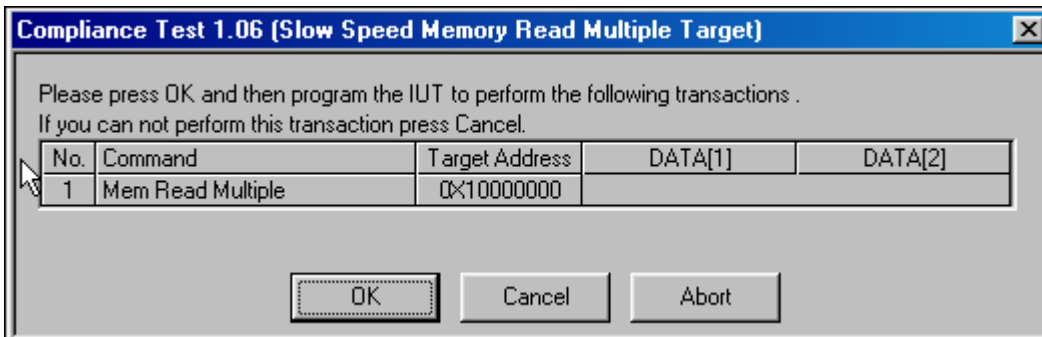 Compliance Test 1.06 (Slow Speed Memory Read Multiple Target)
Please press OK and then program the IUT to perform the following transactions .
If you can not perform this transaction press Cancel.
No. Command Target Address DATA[1] DATA[2]
1 Mem Read Multiple 0X10000000
OK Cancel Abort